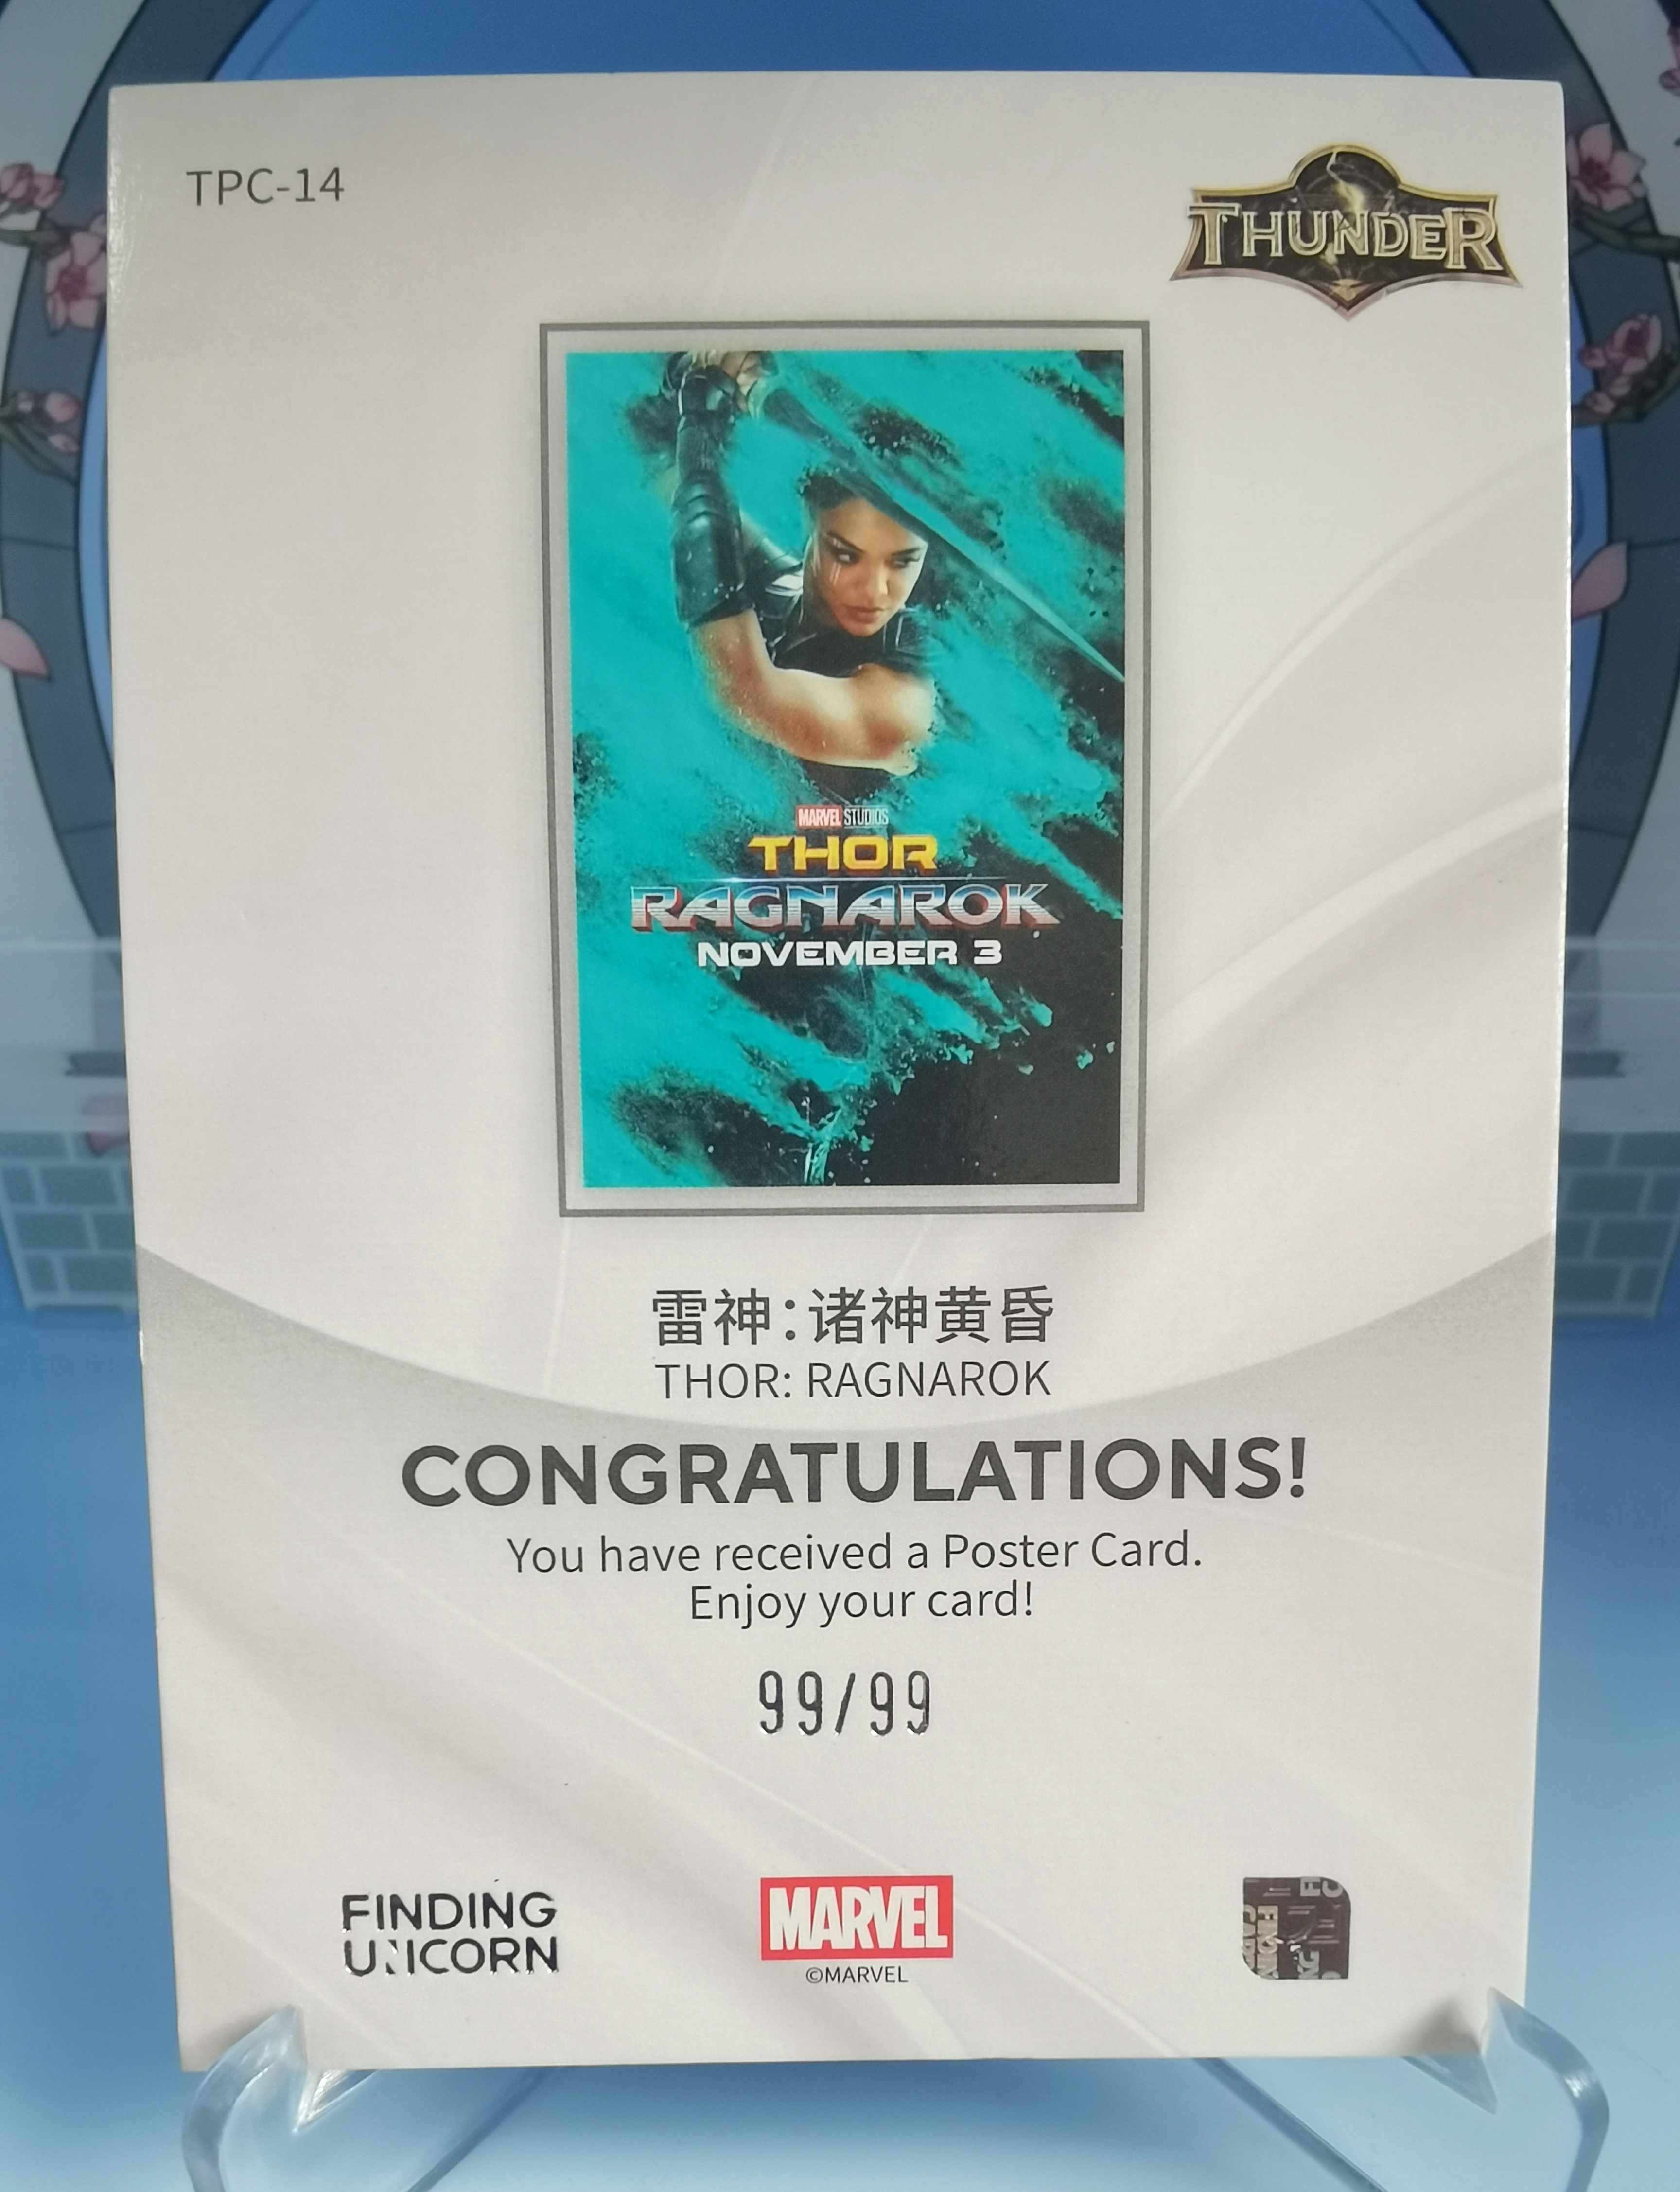 TPC-14
THUNDER
MARVEL STUDIOS
THOR
RAGNAROK
NOVEMBER 3
雷神:诸神黄昏
THOR: RAGNAROK
CONGRATULATIONS!
You have received a Poster Card.
Enjoy your card!
99/99
FINDING
UNICORN
MARVEL
©MARVEL